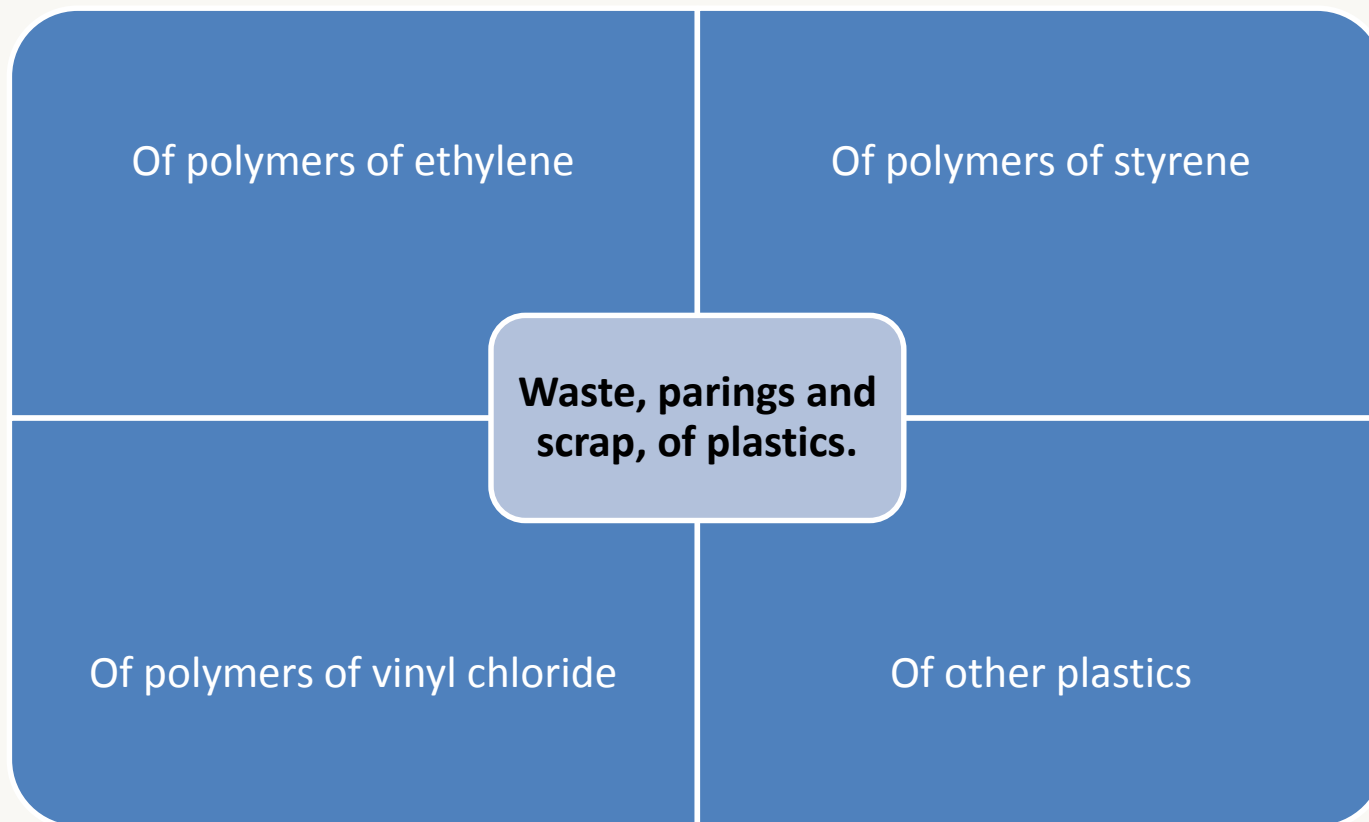 Of polymers of ethylene
Of polymers of styrene
Waste, parings and
scrap, of plastics.
Of polymers of vinyl chloride
Of other plastics